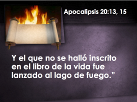 Apocalipsis 20:13, 15
Y el que no se halló inscrito
en el libro de la vida fue
lanzado al lago de fuego.”